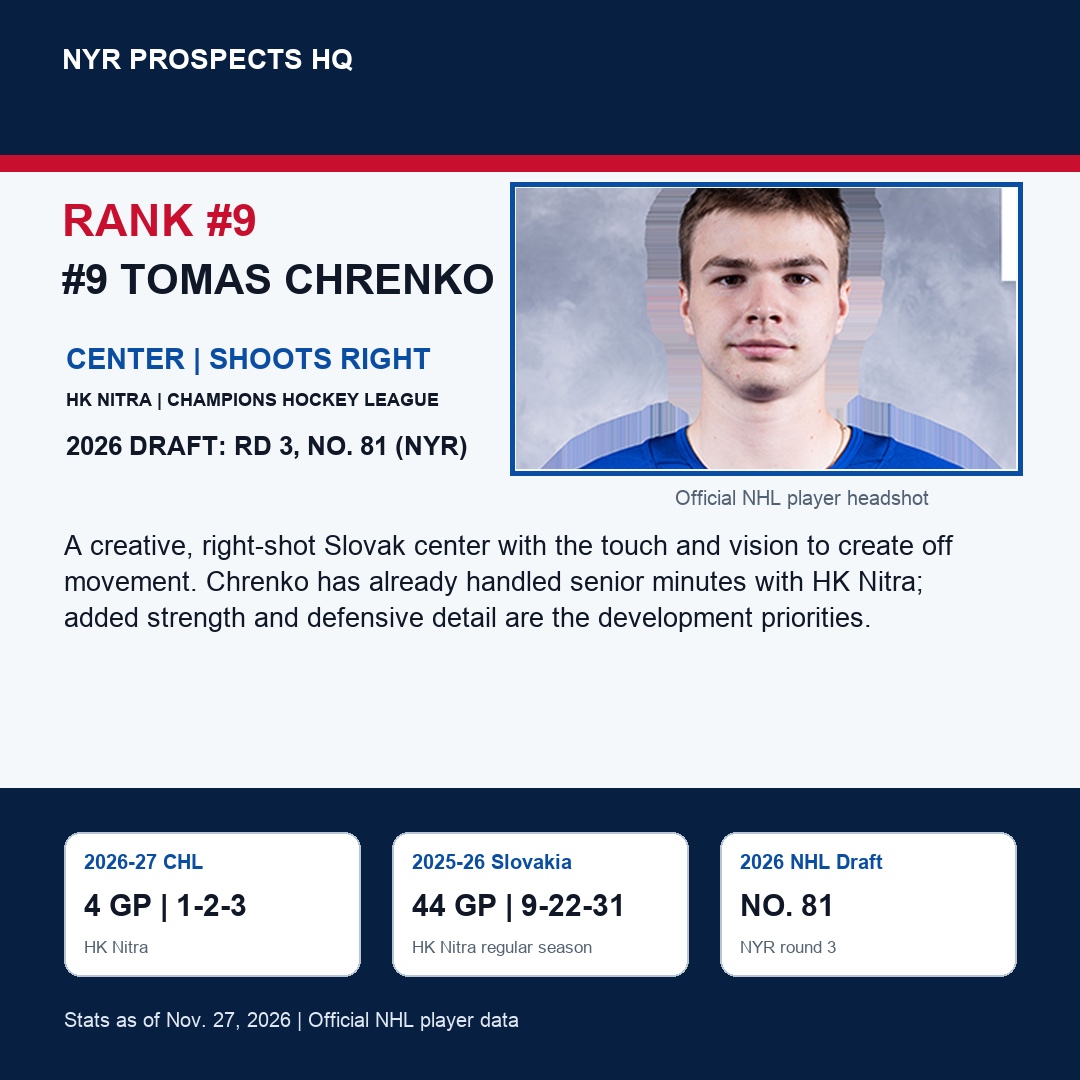 NYR PROSPECTS HQ
RANK #9
#9 TOMAS CHRENKO
CENTER | SHOOTS RIGHT
HK NITRA | CHAMPIONS HOCKEY LEAGUE
2026 DRAFT: RD 3, NO. 81 (NYR)
Official NHL player headshot
A creative, right-shot Slovak center with the touch and vision to create off
movement. Chrenko has already handled senior minutes with HK Nitra;
added strength and defensive detail are the development priorities.
2026-27 CHL
4 GP | 1-2-3
HK Nitra
2025-26 Slovakia
44 GP | 9-22-31
HK Nitra regular season
2026 NHL Draft
NO. 81
NYR round 3
Stats as of Nov. 27, 2026 | Official NHL player data